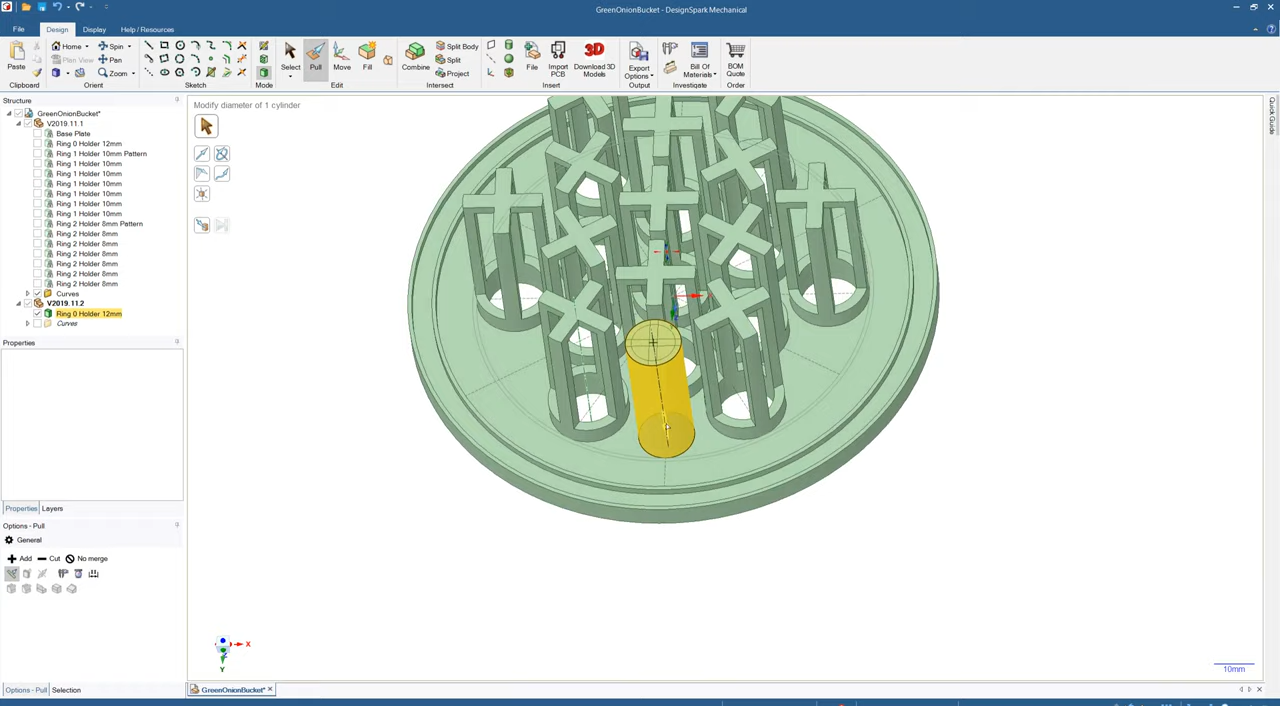 GreenOnionBucket - DesignSpark Mechanical
File
Design
Display
Help / Resources
Paste
Clipboard
Home
Spin
Plan View
Pan
Zoom
Orient
Sketch
Mode
Select
Pull
Move
Fill
Edit
Combine
Split Body
Split
Project
Intersect
File
Import PCB
Download 3D Models
3D
Insert
Export Options
Output
Bill Of Materials
Investigate
BOM Quote
Order
Structure
GreenOnionBucket*
V2019.11.1
Base Plate
Ring 0 Holder 12mm
Ring 1 Holder 10mm Pattern
Ring 1 Holder 10mm
Ring 1 Holder 10mm
Ring 1 Holder 10mm
Ring 1 Holder 10mm
Ring 1 Holder 10mm
Ring 1 Holder 10mm
Ring 2 Holder 8mm Pattern
Ring 2 Holder 8mm
Ring 2 Holder 8mm
Ring 2 Holder 8mm
Ring 2 Holder 8mm
Ring 2 Holder 8mm
Ring 2 Holder 8mm
Curves
V2019.11.2
Ring 0 Holder 12mm
Curves
Properties
Properties
Layers
Options - Pull
General
Add
Cut
No merge
Options - Pull
Selection
Modify diameter of 1 cylinder
X
Y
10mm
GreenOnionBucket*
Quick Guide